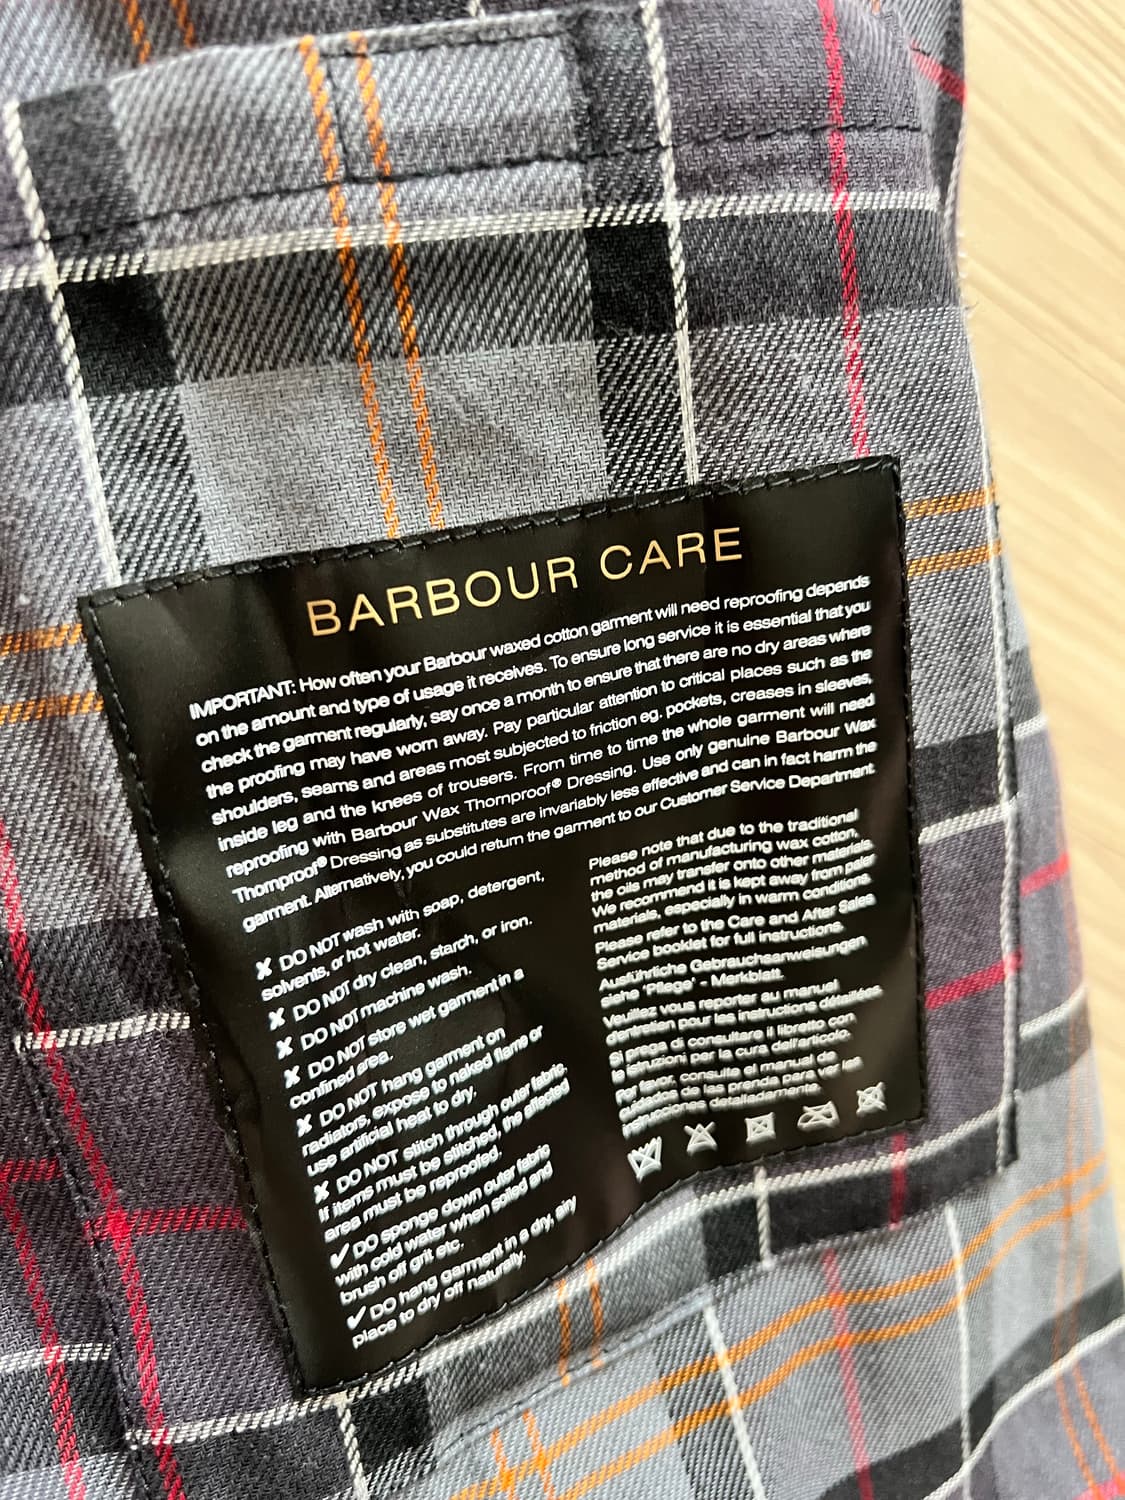 BARBOUR CARE
IMPORTANT: How often your Barbour waxed cotton garment will need reproofing depends
on the amount and type of usage it receives. To ensure long service it is essential that you
check the garment regularly, say once a month to ensure that there are no dry areas where
the proofing may have worn away. Pay particular attention to critical places such as the
shoulders, seams and areas most subjected to friction eg. pockets, creases in sleeves,
inside leg and the knees of trousers. From time to time the whole garment will need
reproofing with Barbour Wax Thornproof® Dressing. Use only genuine Barbour Wax
Thornproof® Dressing as substitutes are invariably less effective and can in fact harm the
garment. Alternatively, you could return the garment to our Customer Service Department.
✘ DO NOT wash with soap, detergent,
solvents, or hot water.
✘ DO NOT dry clean, starch, or iron.
✘ DO NOT machine wash.
✘ DO NOT store wet garment in a
confined area.
✘ DO NOT hang garment on
radiators, expose to naked flame or
use artificial heat to dry.
✘ DO NOT stitch through outer fabric.
If items must be stitched, the affected
area must be reproofed.
✔ DO sponge down outer fabric
with cold water when soiled and
brush off grit etc.
✔ DO hang garment in a dry, airy
place to dry off naturally.
Please note that due to the traditional
method of manufacturing wax cotton,
the oils may transfer onto other materials.
We recommend it is kept away from paler
materials, especially in warm conditions.
Please refer to the Care and After Sales
Service booklet for full instructions.
Ausführliche Gebrauchsanweisungen
siehe 'Pflege' - Merkblatt.
Veuillez vous reporter au manuel
d'entretien pour les instructions détaillées.
Si prega di consultare il libretto con
le istruzioni per la cura dell'articolo.
Por favor, consulte el manual de
cuidados de las prenda para ver las
instrucciones detalladamente.